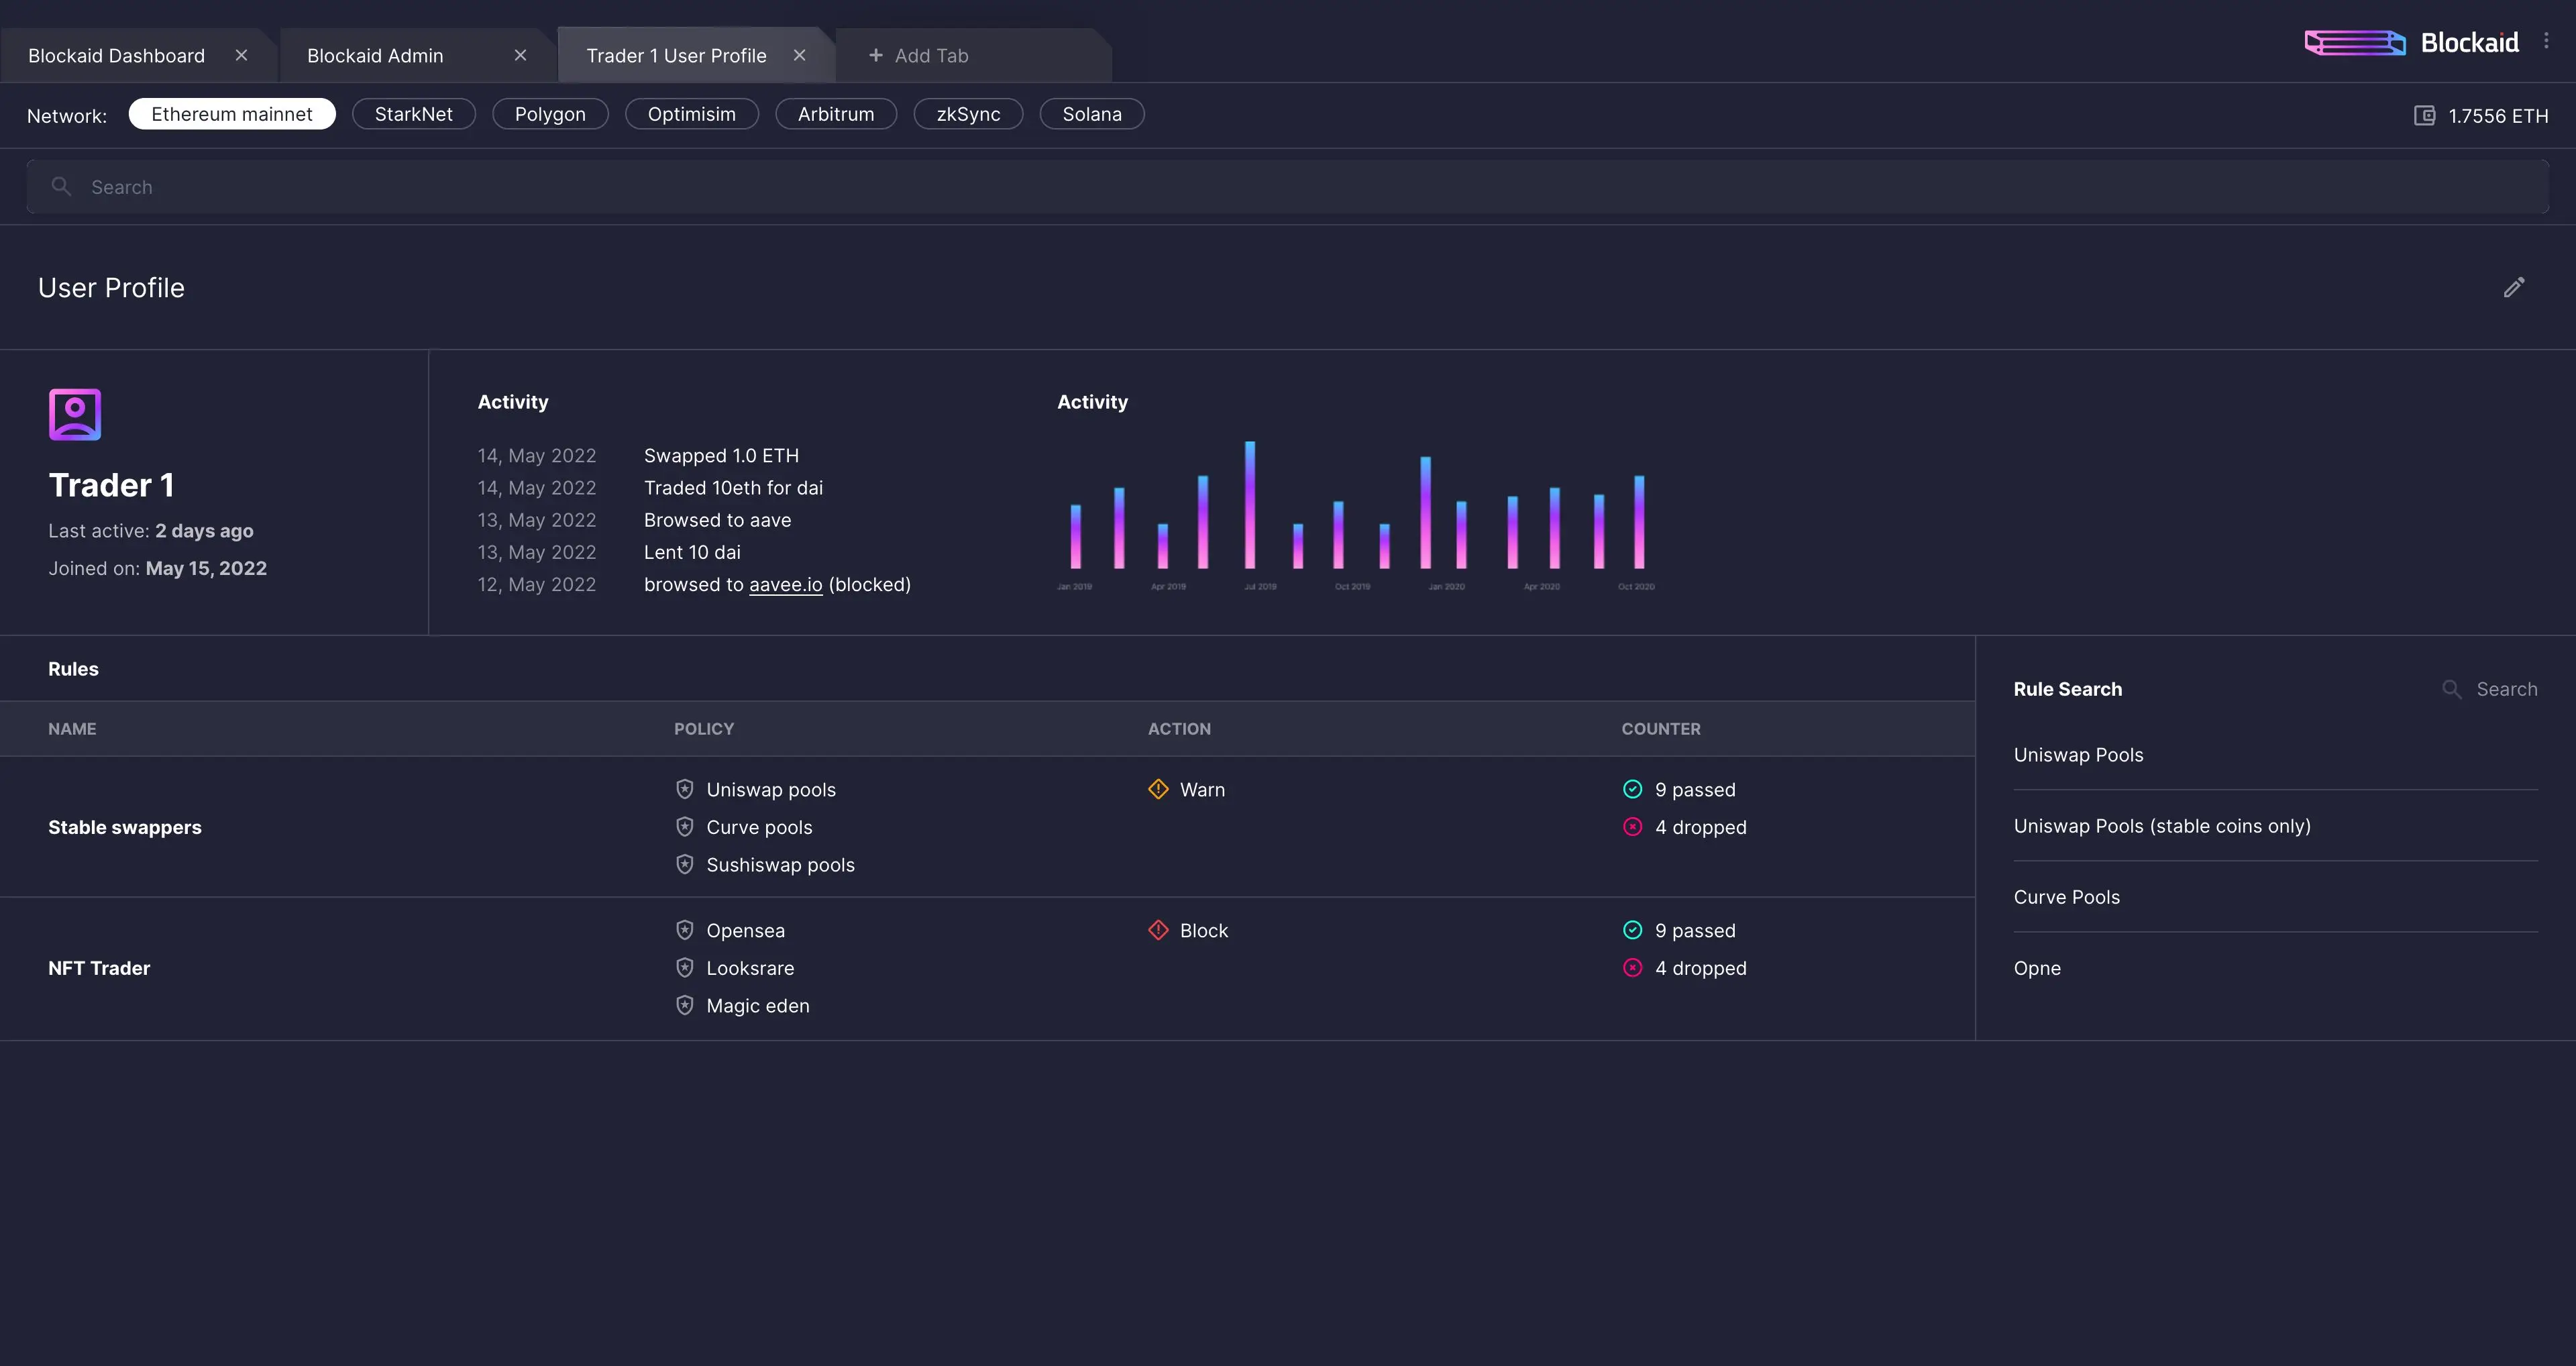 Blockaid Dashboard
Blockaid Admin
Trader 1 User Profile
Add Tab
Blockaid
Network:
Ethereum mainnet
StarkNet
Polygon
Optimisim
Arbitrum
zkSync
Solana
1.7556 ETH
Search
User Profile
Trader 1
Last active: 2 days ago
Joined on: May 15, 2022
Activity
14, May 2022 Swapped 1.0 ETH
14, May 2022 Traded 10eth for dai
13, May 2022 Browsed to aave
13, May 2022 Lent 10 dai
12, May 2022 browsed to aavee.io (blocked)
Activity
Jan 2019 Apr 2019 Jul 2019 Oct 2019 Jan 2020 Apr 2020 Oct 2020
Rules
NAME POLICY ACTION COUNTER
Stable swappers
Uniswap pools
Curve pools
Sushiswap pools
Warn
9 passed
4 dropped
NFT Trader
Opensea
Looksrare
Magic eden
Block
9 passed
4 dropped
Rule Search
Search
Uniswap Pools
Uniswap Pools (stable coins only)
Curve Pools
Opne